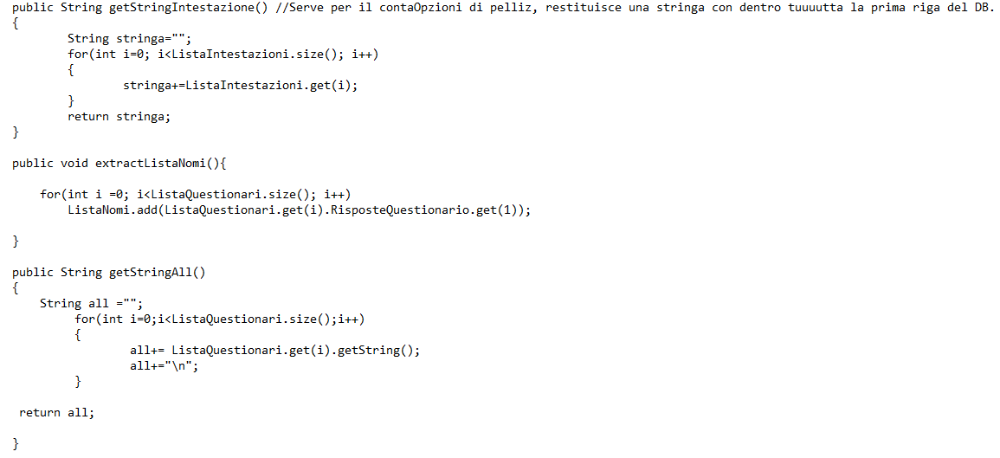 public String getStringIntestazione() //Serve per il contaOpzioni di pelliz, restituisce una stringa con dentro tuuuutta la prima riga del DB.
{
        String stringa="";
        for(int i=0; i<ListaIntestazioni.size(); i++)
        {
                stringa+=ListaIntestazioni.get(i);
        }
        return stringa;
}
public void extractListaNomi(){
    for(int i =0; i<ListaQuestionari.size(); i++)
        ListaNomi.add(ListaQuestionari.get(i).RisposteQuestionario.get(1));
}
public String getStringAll()
{
    String all ="";
         for(int i=0;i<ListaQuestionari.size();i++)
         {
                 all+= ListaQuestionari.get(i).getString();
                 all+="\n";
         }
 return all;
}